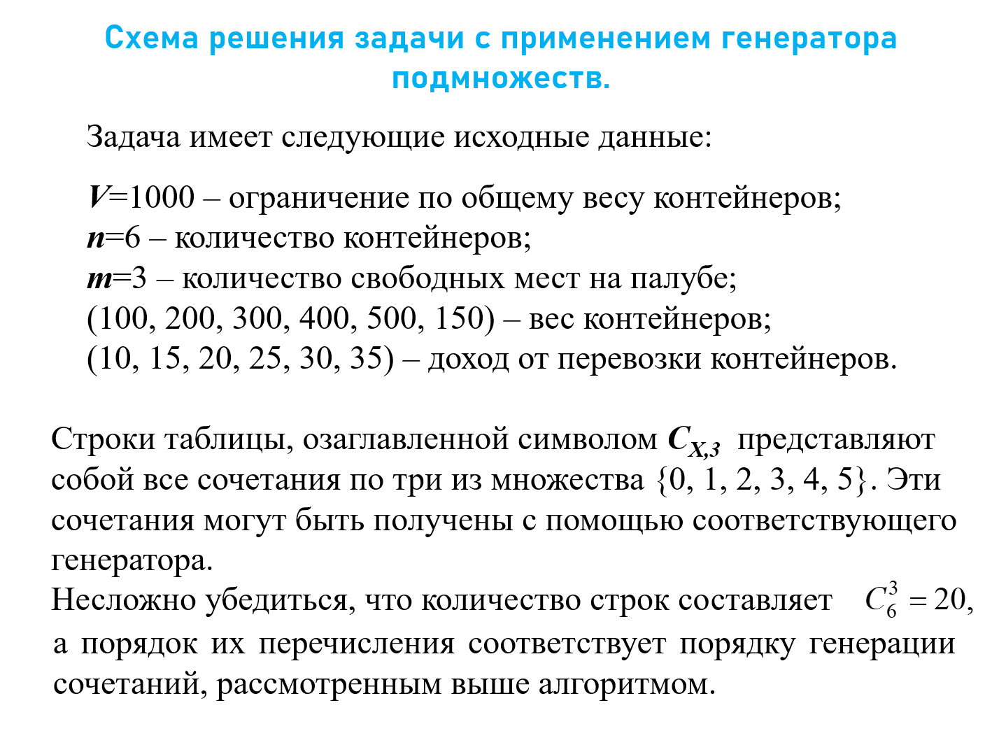 Схема решения задачи с применением генератора
подмножеств.
Задача имеет следующие исходные данные:
V=1000 – ограничение по общему весу контейнеров;
n=6 – количество контейнеров;
m=3 – количество свободных мест на палубе;
(100, 200, 300, 400, 500, 150) – вес контейнеров;
(10, 15, 20, 25, 30, 35) – доход от перевозки контейнеров.
Строки таблицы, озаглавленной символом C_X,3 представляют
собой все сочетания по три из множества {0, 1, 2, 3, 4, 5}. Эти
сочетания могут быть получены с помощью соответствующего
генератора.
Несложно убедиться, что количество строк составляет C_6^3 = 20,
а порядок их перечисления соответствует порядку генерации
сочетаний, рассмотренным выше алгоритмом.